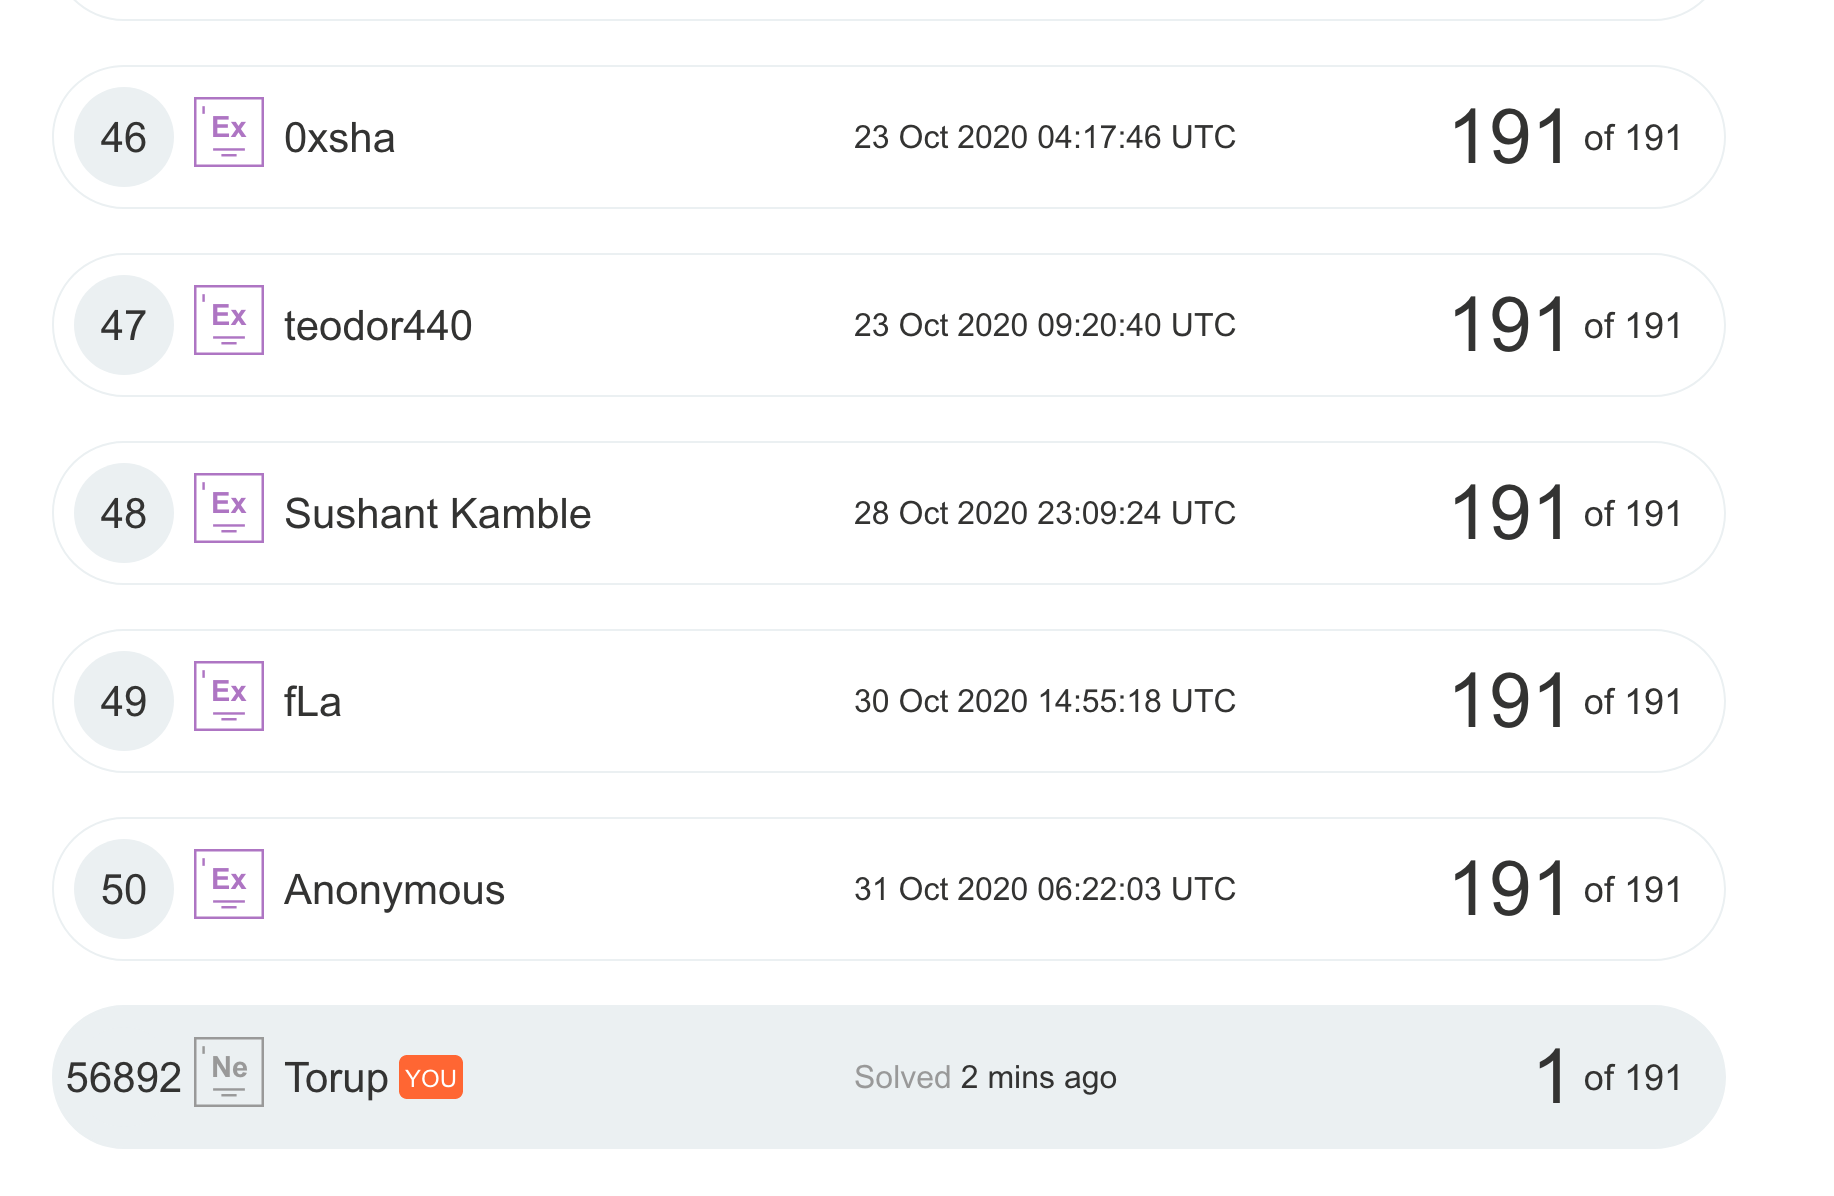 46 Ex 0xsha 23 Oct 2020 04:17:46 UTC 191 of 191
47 Ex teodor440 23 Oct 2020 09:20:40 UTC 191 of 191
48 Ex Sushant Kamble 28 Oct 2020 23:09:24 UTC 191 of 191
49 Ex fLa 30 Oct 2020 14:55:18 UTC 191 of 191
50 Ex Anonymous 31 Oct 2020 06:22:03 UTC 191 of 191
56892 Ne Torup YOU Solved 2 mins ago 1 of 191